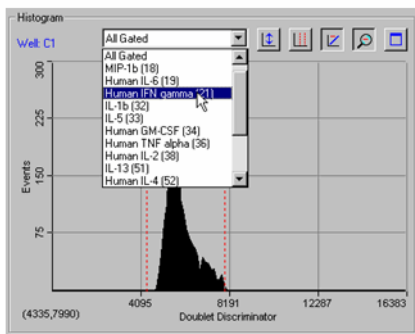 Histogram
Well: C1
All Gated
All Gated
MIP-1b (18)
Human IL-6 (19)
Human IFN gamma (21)
IL-1b (32)
IL-5 (33)
Human GM-CSF (34)
Human TNF alpha (36)
Human IL-2 (38)
IL-13 (51)
Human IL-4 (52)
Events
300
225
150
75
4095
8191
12287
16383
(4335,7990)
Doublet Discriminator